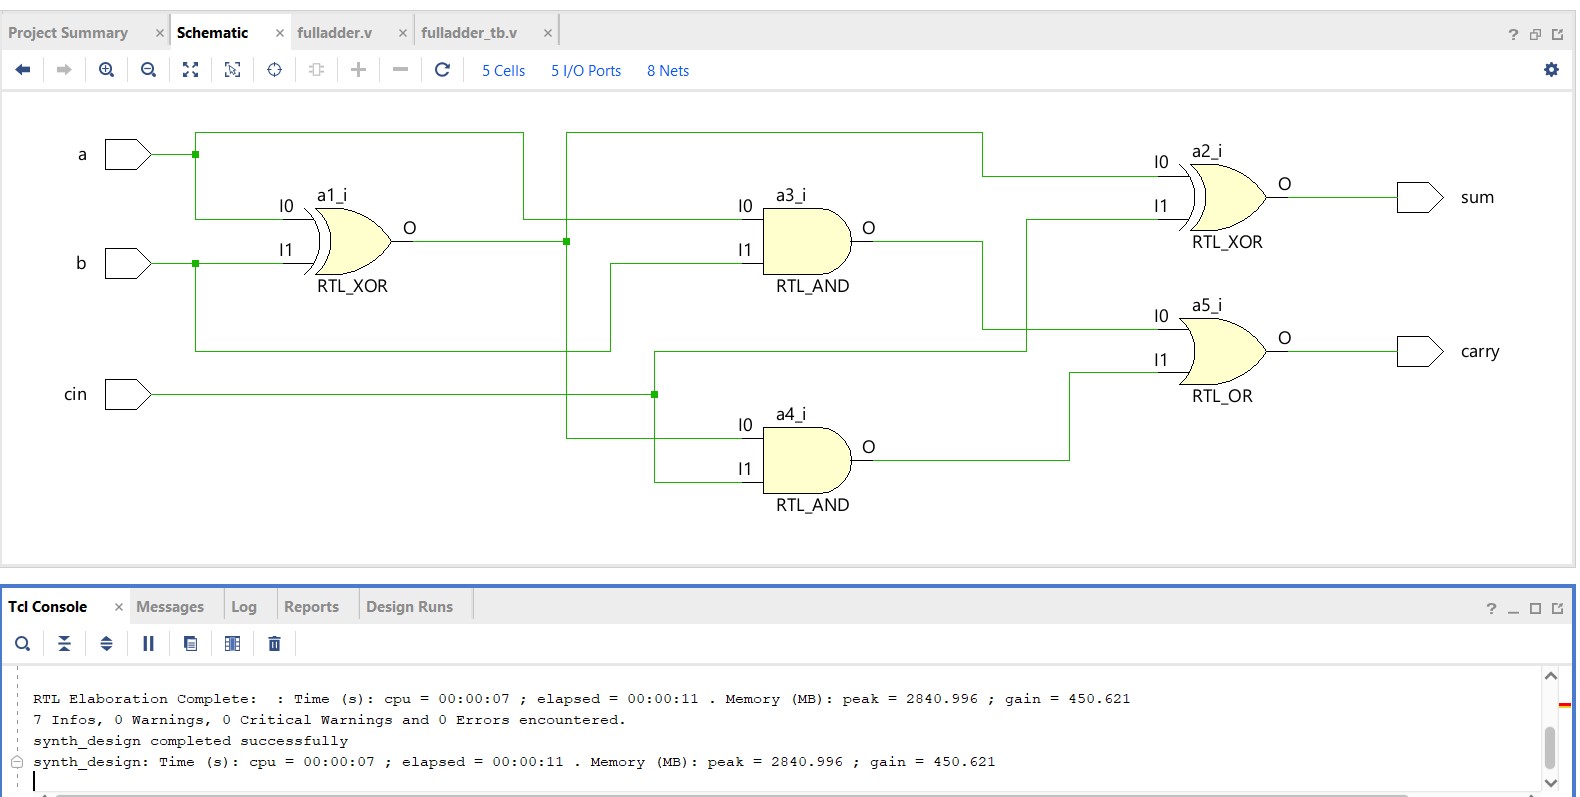 Project Summary × Schematic × fulladder.v × fulladder_tb.v ×
?
5 Cells 5 I/O Ports 8 Nets
a
b
cin
I0
I1
a1_i
O
RTL_XOR
I0
I1
a3_i
O
RTL_AND
I0
I1
a4_i
O
RTL_AND
I0
I1
a2_i
O
RTL_XOR
sum
I0
I1
a5_i
O
RTL_OR
carry
Tcl Console × Messages Log Reports Design Runs
?
RTL Elaboration Complete:  : Time (s): cpu = 00:00:07 ; elapsed = 00:00:11 . Memory (MB): peak = 2840.996 ; gain = 450.621
7 Infos, 0 Warnings, 0 Critical Warnings and 0 Errors encountered.
synth_design completed successfully
synth_design: Time (s): cpu = 00:00:07 ; elapsed = 00:00:11 . Memory (MB): peak = 2840.996 ; gain = 450.621